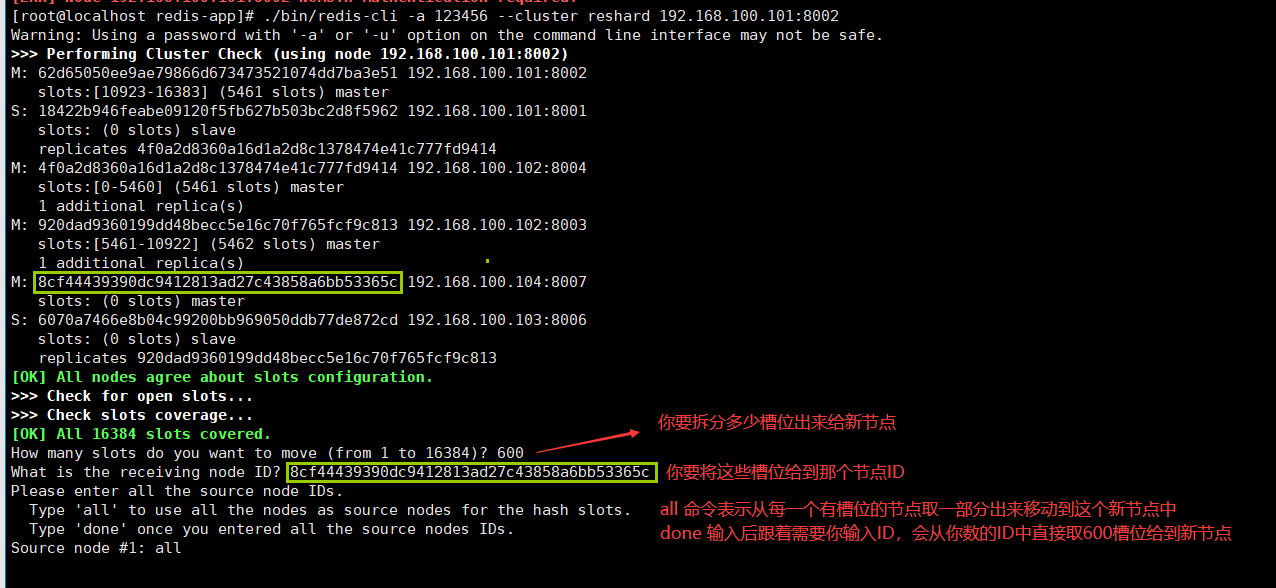 [root@localhost redis-app]# ./bin/redis-cli -a 123456 --cluster reshard 192.168.100.101:8002
Warning: Using a password with '-a' or '-u' option on the command line interface may not be safe.
>>> Performing Cluster Check (using node 192.168.100.101:8002)
M: 62d65050ee9ae79866d673473521074dd7ba3e51 192.168.100.101:8002
slots:[10923-16383] (5461 slots) master
S: 18422b946feabe09120f5fb627b503bc2d8f5962 192.168.100.101:8001
slots: (0 slots) slave
replicates 4f0a2d8360a16d1a2d8c1378474e41c777fd9414
M: 4f0a2d8360a16d1a2d8c1378474e41c777fd9414 192.168.100.102:8004
slots:[0-5460] (5461 slots) master
1 additional replica(s)
M: 920dad9360199dd48becc5e16c70f765fcf9c813 192.168.100.102:8003
slots:[5461-10922] (5462 slots) master
1 additional replica(s)
M: 8cf44439390dc9412813ad27c43858a6bb53365c 192.168.100.104:8007
slots: (0 slots) master
S: 6070a7466e8b04c99200bb969050ddb77de872cd 192.168.100.103:8006
slots: (0 slots) slave
replicates 920dad9360199dd48becc5e16c70f765fcf9c813
[OK] All nodes agree about slots configuration.
>>> Check for open slots...
>>> Check slots coverage...
[OK] All 16384 slots covered.
你要拆分多少槽位出来给新节点
How many slots do you want to move (from 1 to 16384)? 600
What is the receiving node ID? 8cf44439390dc9412813ad27c43858a6bb53365c 你要将这些槽位给到那个节点ID
Please enter all the source node IDs.
Type 'all' to use all the nodes as source nodes for the hash slots. all 命令表示从每一个有槽位的节点取一部分出来移动到这个新节点中
Type 'done' once you entered all the source nodes IDs. done 输入后跟着需要你输入ID，会从你数的ID中直接取600槽位给到新节点
Source node #1: all